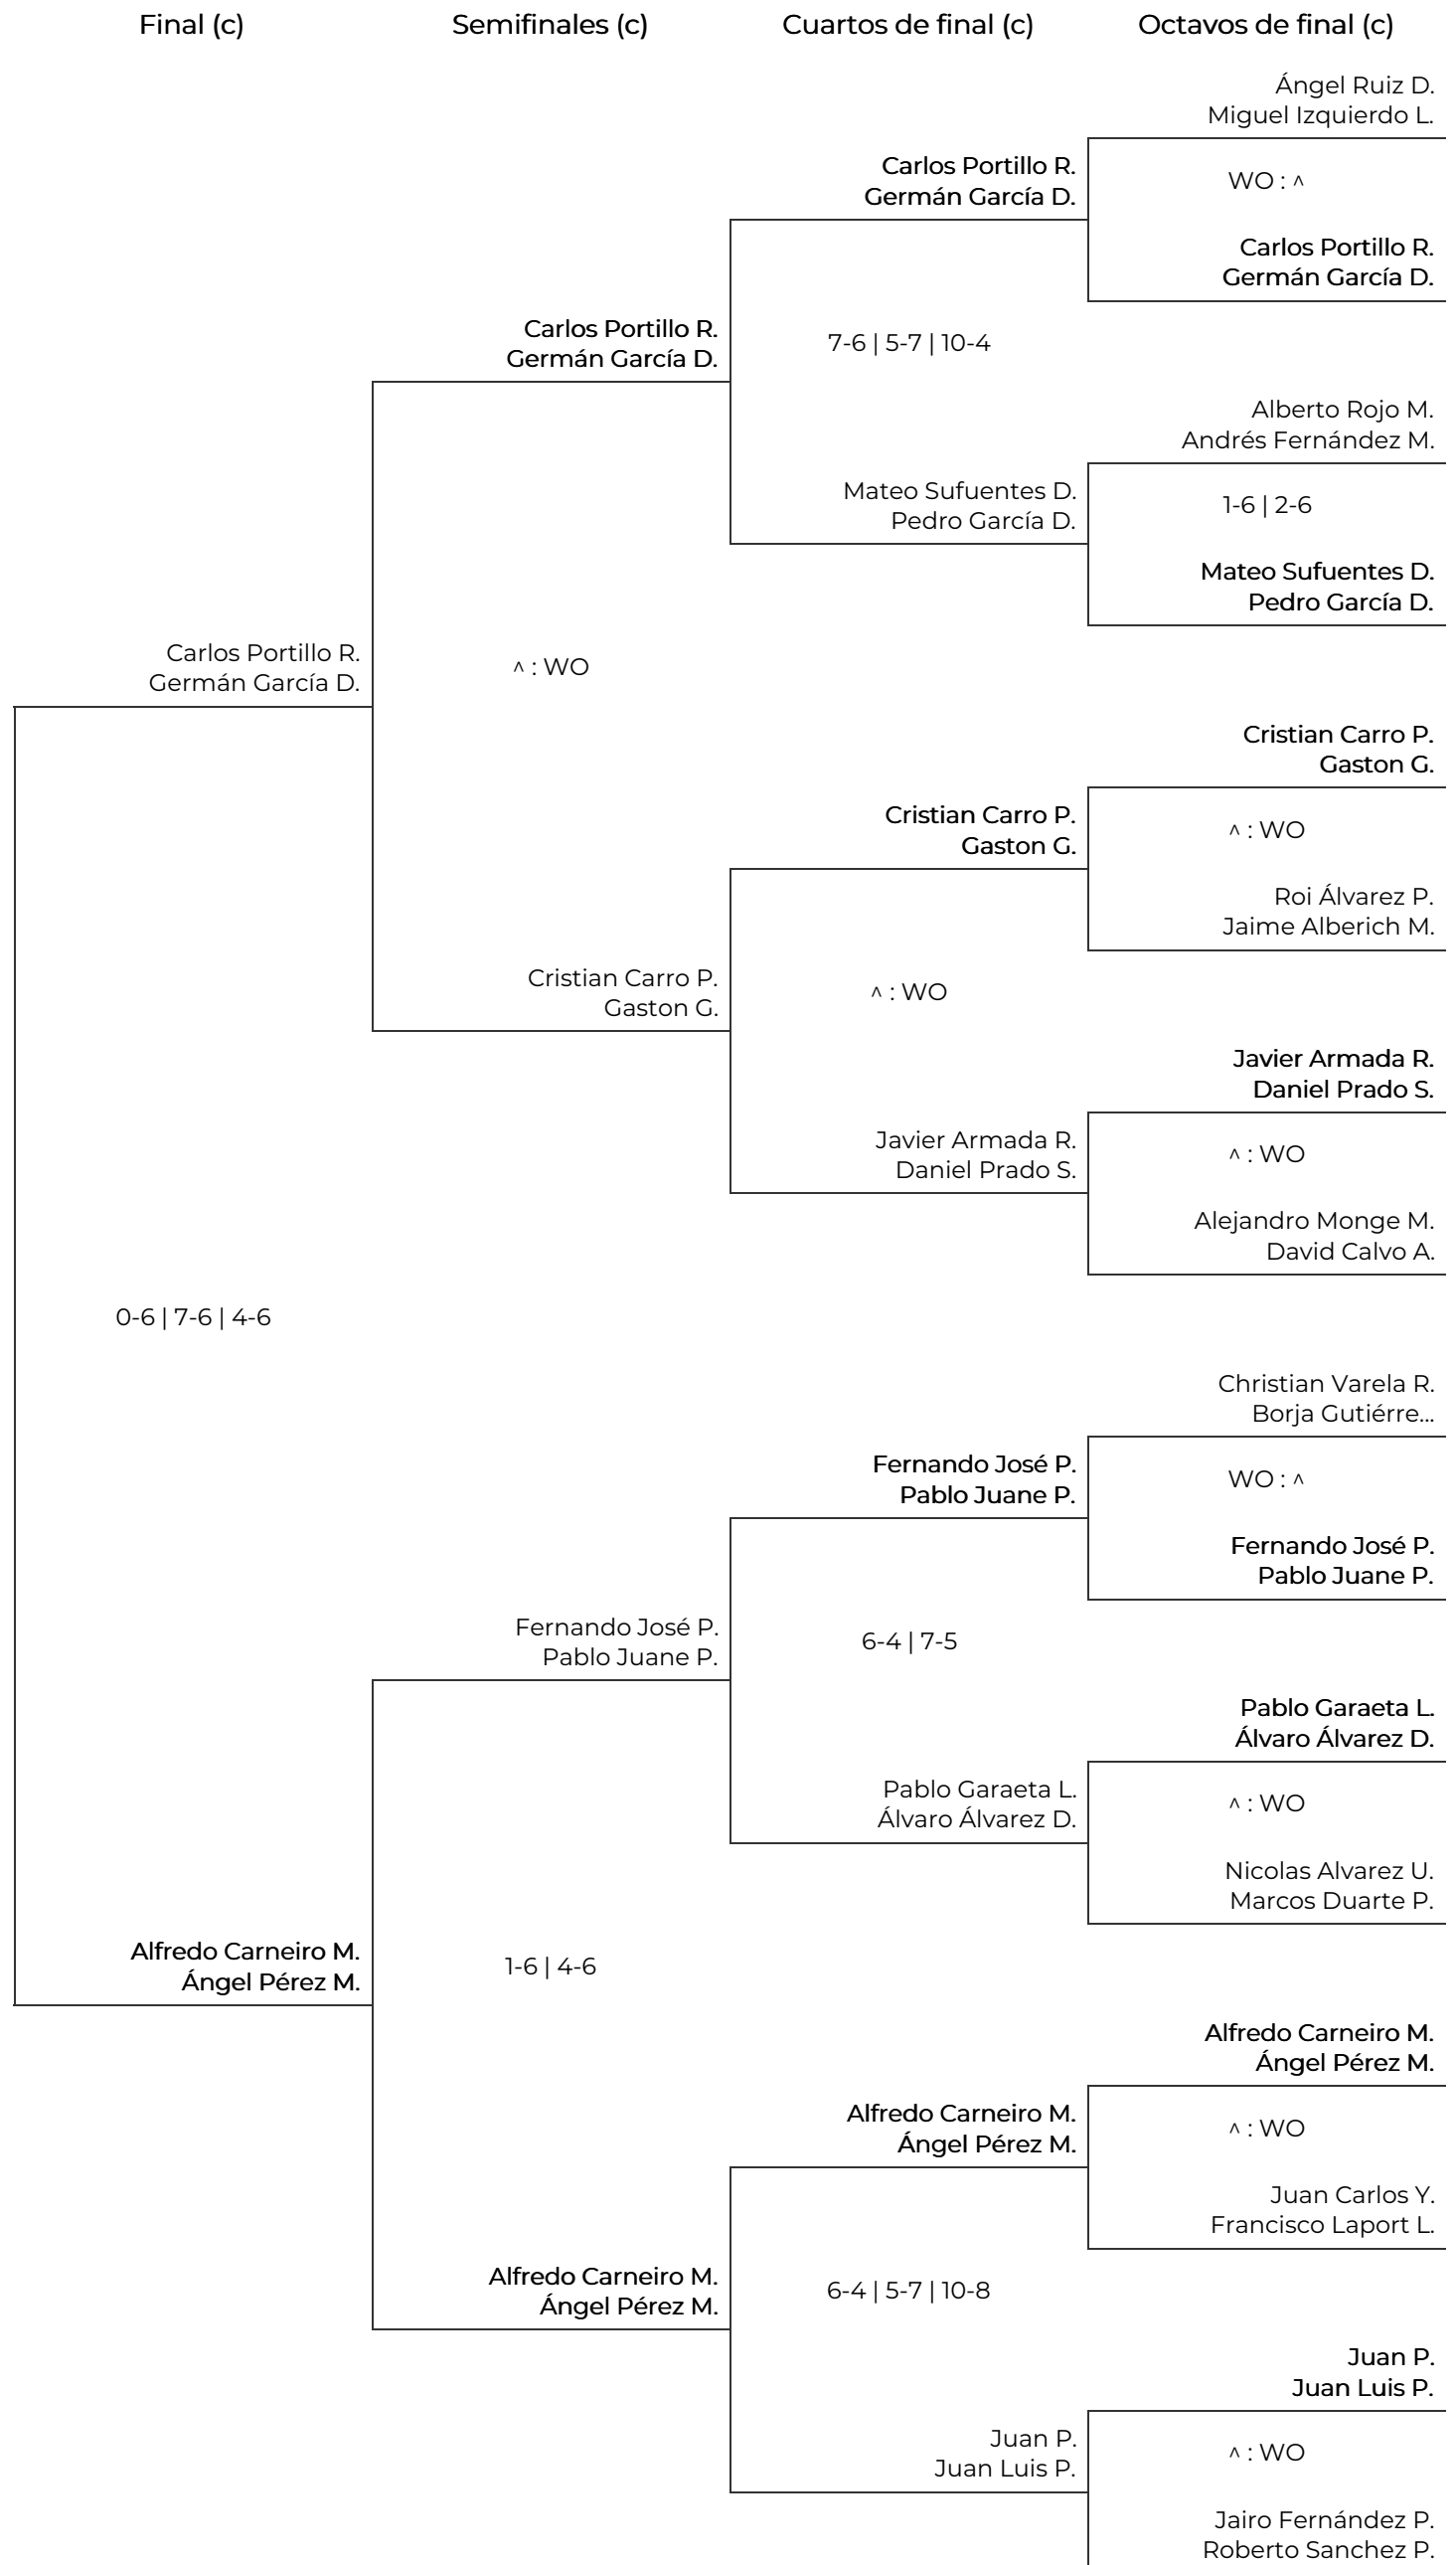 Final (c)
Semifinales (c)
Cuartos de final (c)
Octavos de final (c)
Ángel Ruiz D.
Miguel Izquierdo L.
Carlos Portillo R.
Germán García D.
WO : ^
Carlos Portillo R.
Germán García D.
Carlos Portillo R.
Germán García D.
7-6 | 5-7 | 10-4
Alberto Rojo M.
Andrés Fernández M.
Mateo Sufuentes D.
Pedro García D.
1-6 | 2-6
Mateo Sufuentes D.
Pedro García D.
Carlos Portillo R.
Germán García D.
^ : WO
Cristian Carro P.
Gaston G.
Cristian Carro P.
Gaston G.
^ : WO
Roi Álvarez P.
Jaime Alberich M.
Cristian Carro P.
Gaston G.
^ : WO
Javier Armada R.
Daniel Prado S.
Javier Armada R.
Daniel Prado S.
^ : WO
Alejandro Monge M.
David Calvo A.
0-6 | 7-6 | 4-6
Christian Varela R.
Borja Gutiérre...
Fernando José P.
Pablo Juane P.
WO : ^
Fernando José P.
Pablo Juane P.
Fernando José P.
Pablo Juane P.
6-4 | 7-5
Pablo Garaeta L.
Álvaro Álvarez D.
Pablo Garaeta L.
Álvaro Álvarez D.
^ : WO
Nicolas Alvarez U.
Marcos Duarte P.
Alfredo Carneiro M.
Ángel Pérez M.
1-6 | 4-6
Alfredo Carneiro M.
Ángel Pérez M.
Alfredo Carneiro M.
Ángel Pérez M.
^ : WO
Juan Carlos Y.
Francisco Laport L.
Alfredo Carneiro M.
Ángel Pérez M.
6-4 | 5-7 | 10-8
Juan P.
Juan Luis P.
Juan P.
Juan Luis P.
^ : WO
Jairo Fernández P.
Roberto Sanchez P.